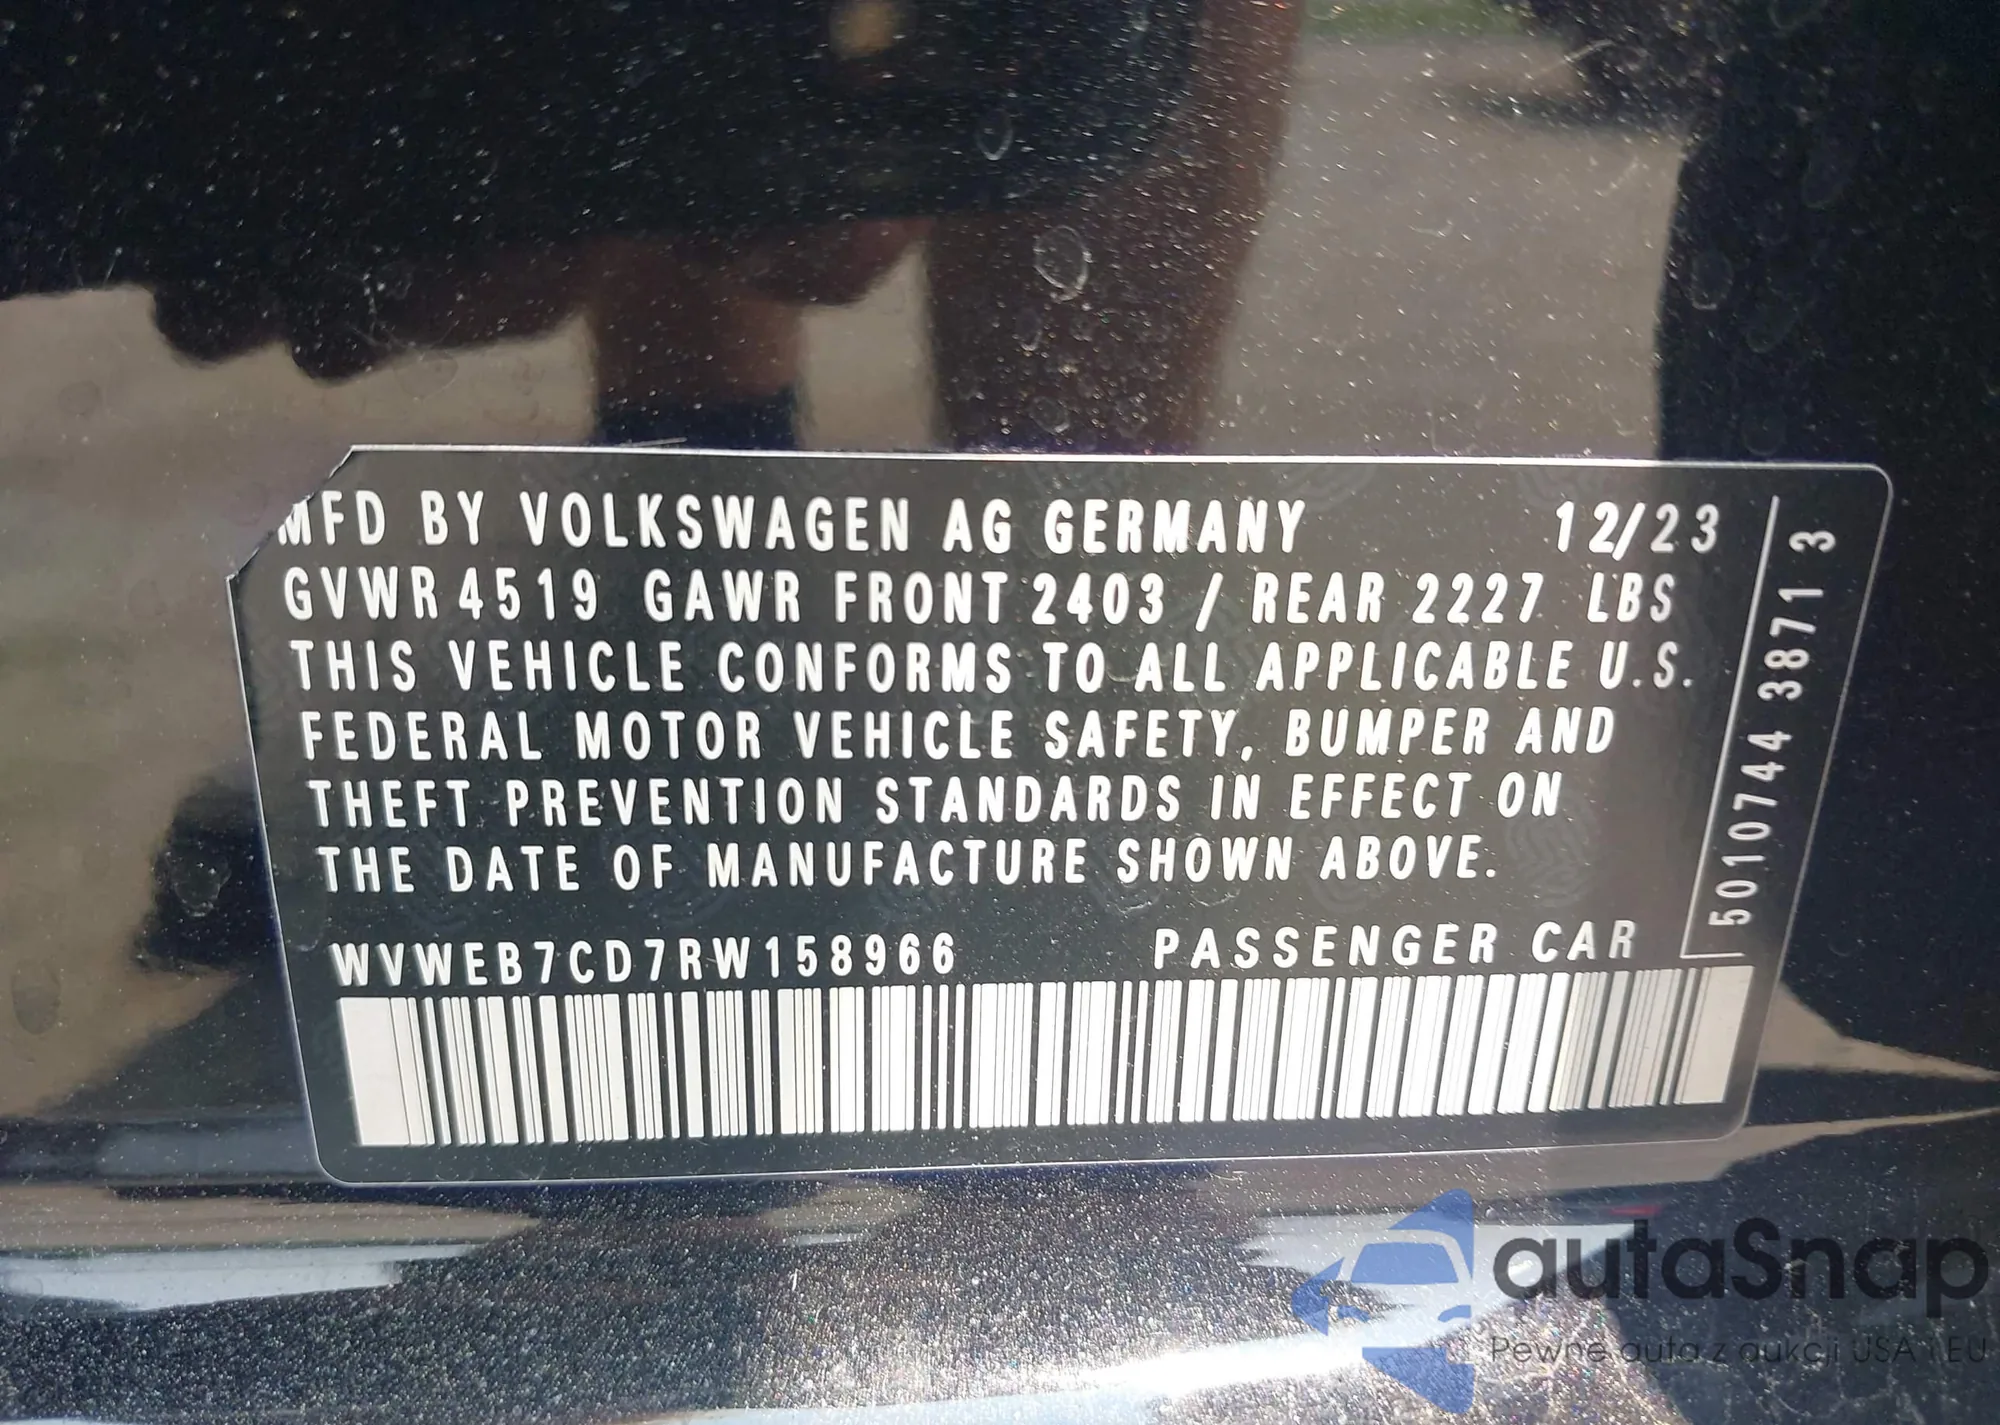 MFD BY VOLKSWAGEN AG GERMANY 12/23
GVWR 4519 GAWR FRONT 2403 / REAR 2227 LBS
THIS VEHICLE CONFORMS TO ALL APPLICABLE U.S.
FEDERAL MOTOR VEHICLE SAFETY, BUMPER AND
THEFT PREVENTION STANDARDS IN EFFECT ON
THE DATE OF MANUFACTURE SHOWN ABOVE.
WVWEB7CD7RW158966 PASSENGER CAR
5010744 3871 3
autaSnap
Pewne auta z aukcji USA i EU